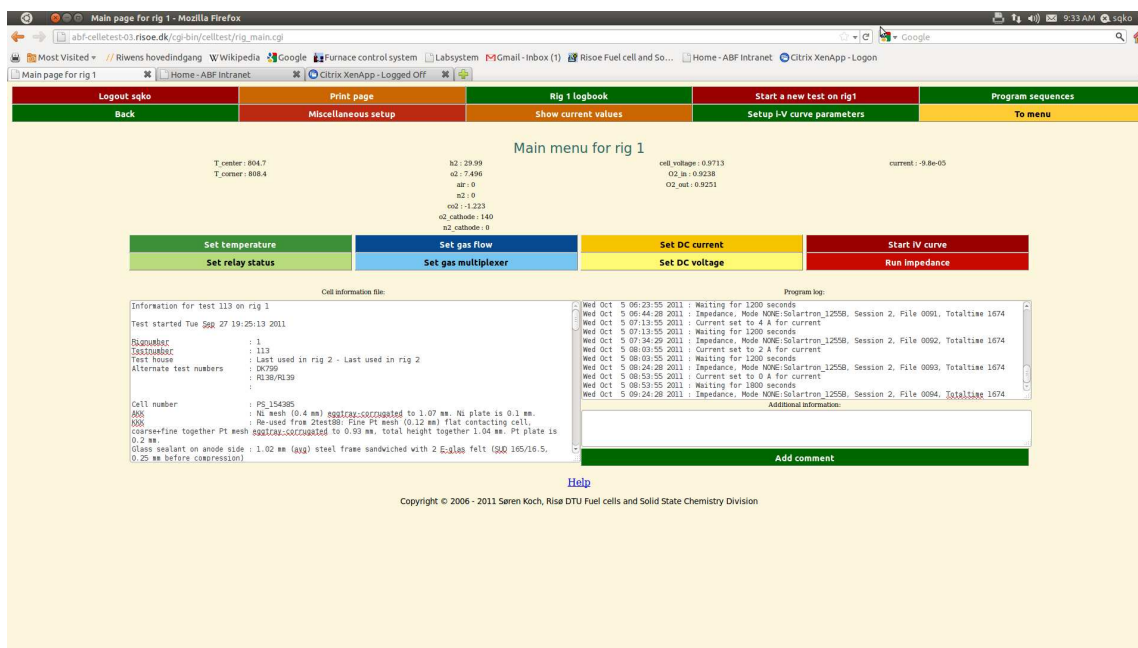 Main page for rig 1 - Mozilla Firefox
9:33 AM sqko
abf-celletest-03.risoe.dk/cgi-bin/celltest/rig_main.cgi
Google
Most Visited Riwens hovedindgang Wikipedia Google Furnace control system Labsystem Gmail - Inbox (1) Risoe Fuel cell and So... Home - ABF Intranet Citrix XenApp - Logon
Main page for rig 1 Home - ABF Intranet Citrix XenApp - Logged Off
Logout sqko Print page Rig 1 logbook Start a new test on rig1 Program sequences
Back Miscellaneous setup Show current values Setup I-V curve parameters To menu
Main menu for rig 1
T_center : 804.7 h2 : 29.99 cell_voltage : 0.9713 current : -9.8e-05
T_corner : 808.4 o2 : 7.496 O2_in : 0.9238
air : 0 O2_out : 0.9251
n2 : 0
co2 : -1.223
o2_cathode : 140
n2_cathode : 0
Set temperature Set gas flow Set DC current Start iV curve
Set relay status Set gas multiplexer Set DC voltage Run impedance
Cell information file:
Information for test 113 on rig 1
Test started Tue Sep 27 19:25:13 2011
Rignumber : 1
Testnumber : 113
Test house : Last used in rig 2 - Last used in rig 2
Alternate test numbers : DK799
: R138/R139
:
Cell number : PS_154385
AKK : Ni mesh (0.4 mm) eggtray-corrugated to 1.07 mm. Ni plate is 0.1 mm.
KKK : Re-used from 2test88: Fine Pt mesh (0.12 mm) flat contacting cell,
coarse+fine together Pt mesh eggtray-corrugated to 0.93 mm, total height together 1.04 mm. Pt plate is
0.2 mm.
Glass sealant on anode side : 1.02 mm (avg) steel frame sandwiched with 2 E-glas felt (SUD 165/16.5,
0.25 mm before compression)
Program log:
Wed Oct 5 06:23:55 2011 : Waiting for 1200 seconds
Wed Oct 5 06:44:28 2011 : Impedance, Mode NONE:Solartron_1255B, Session 2, File 0091, Totaltime 1674
Wed Oct 5 07:13:55 2011 : Current set to 4 A for current
Wed Oct 5 07:13:55 2011 : Waiting for 1200 seconds
Wed Oct 5 07:34:29 2011 : Impedance, Mode NONE:Solartron_1255B, Session 2, File 0092, Totaltime 1674
Wed Oct 5 08:03:55 2011 : Current set to 2 A for current
Wed Oct 5 08:03:55 2011 : Waiting for 1200 seconds
Wed Oct 5 08:24:28 2011 : Impedance, Mode NONE:Solartron_1255B, Session 2, File 0093, Totaltime 1674
Wed Oct 5 08:53:55 2011 : Current set to 0 A for current
Wed Oct 5 08:53:55 2011 : Waiting for 1800 seconds
Wed Oct 5 09:24:28 2011 : Impedance, Mode NONE:Solartron_1255B, Session 2, File 0094, Totaltime 1674
Additional information:
Add comment
Help
Copyright © 2006 - 2011 Søren Koch, Risø DTU Fuel cells and Solid State Chemistry Division